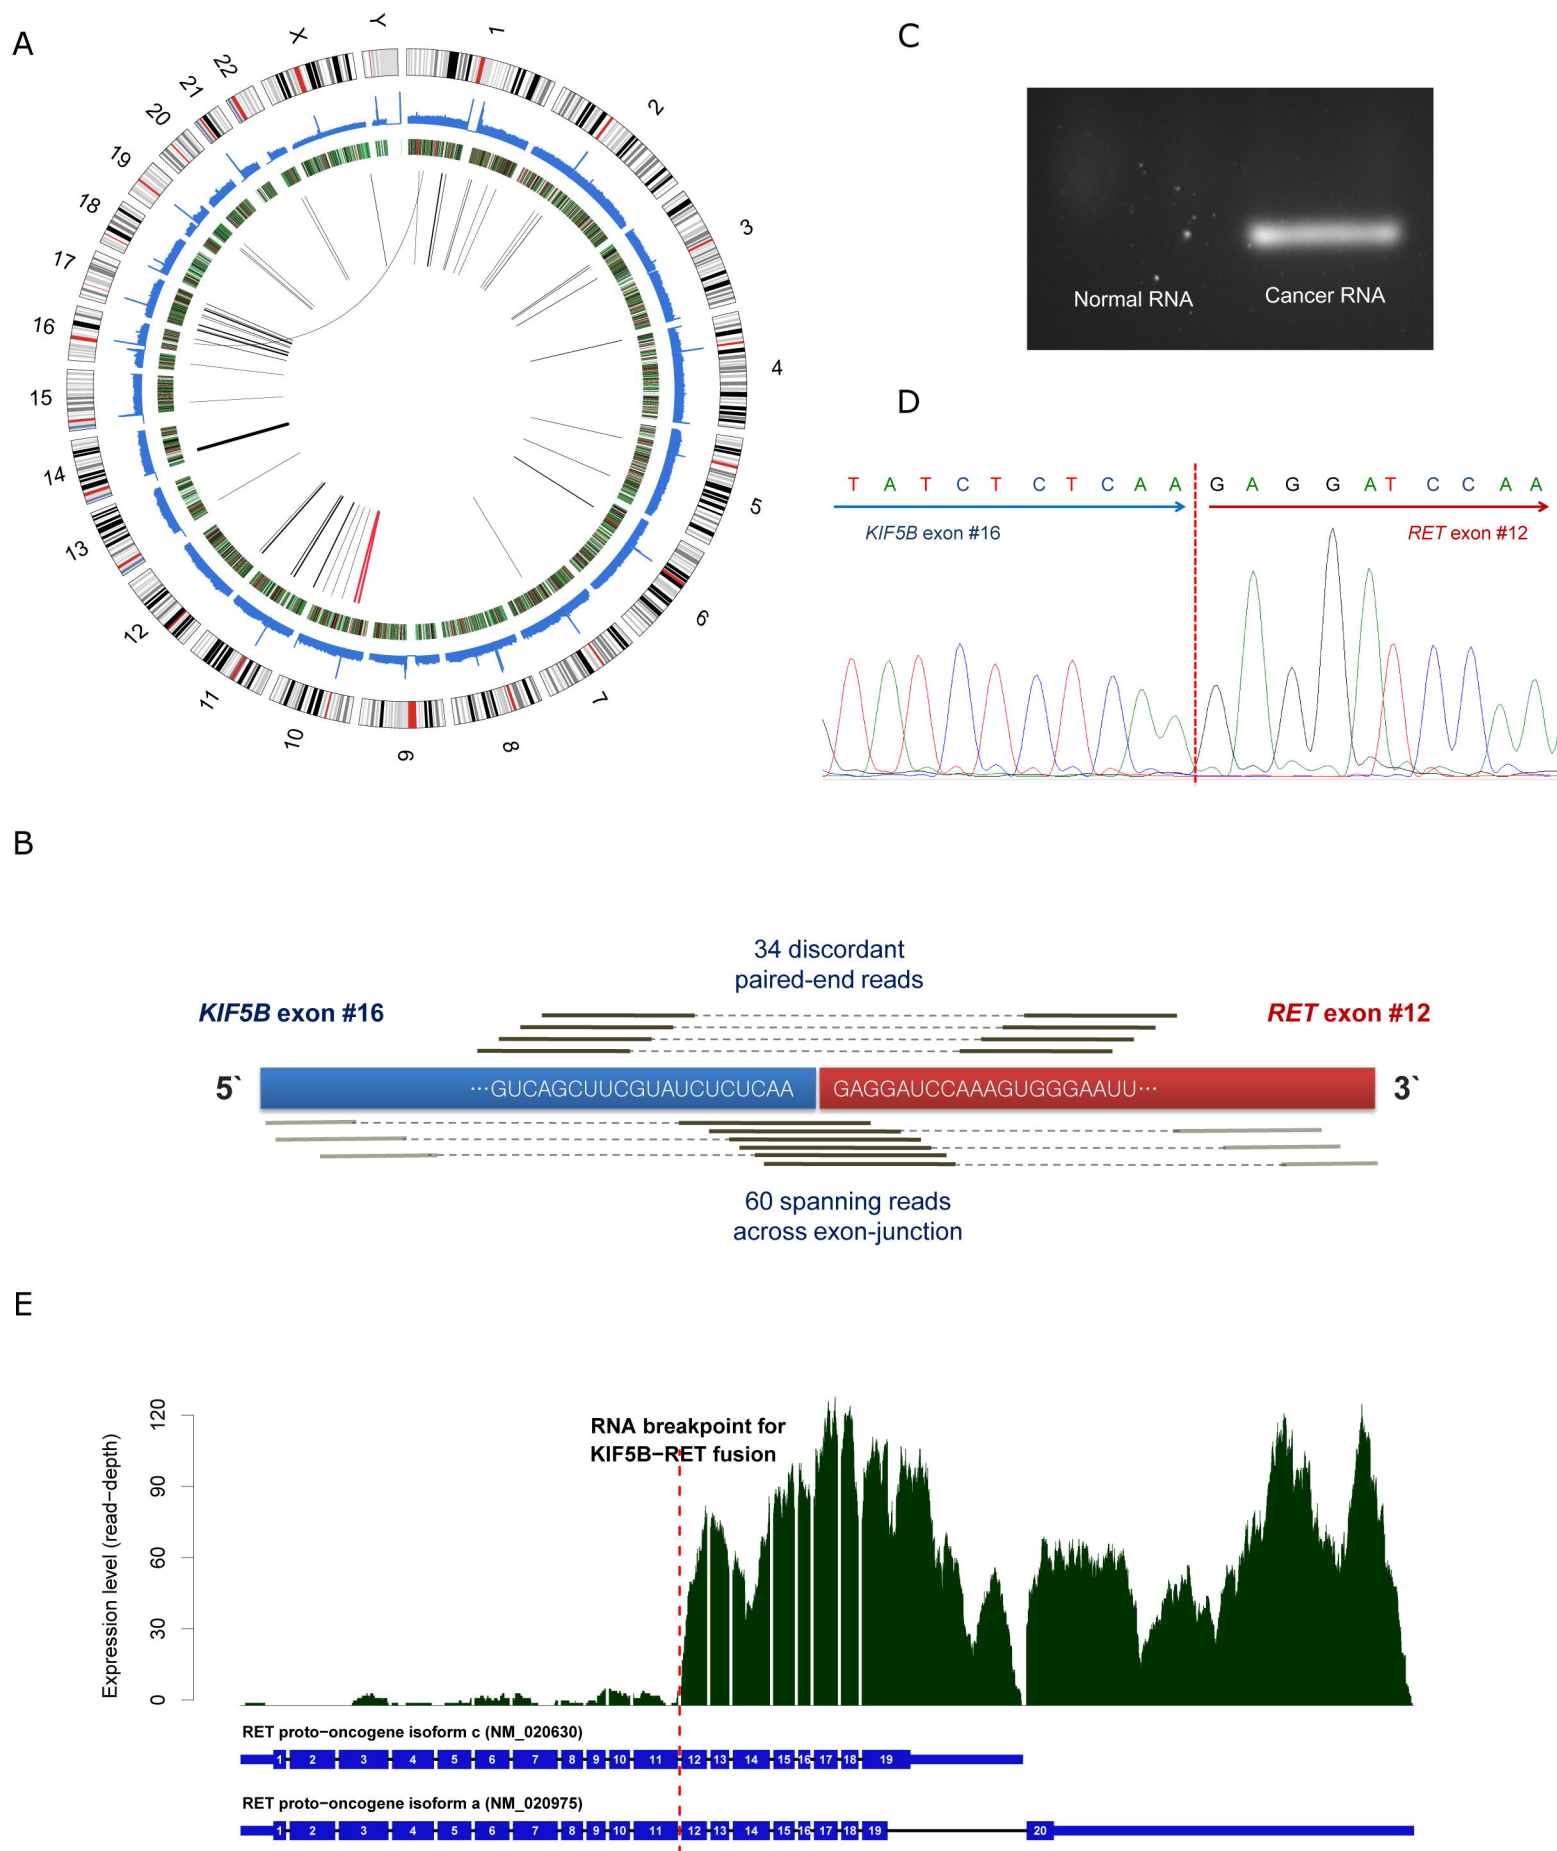 A
1
2
3
4
5
6
7
8
9
10
11
12
13
14
15
16
17
18
19
20
21
22
X
Y
C
Normal RNA
Cancer RNA
D
T A T C T C T C A A G A G G A T C C A A
KIF5B exon #16
RET exon #12
B
34 discordant
paired-end reads
KIF5B exon #16
RET exon #12
5` ···GUCAGCUUCGUAUCUCUCAA GAGGAUCCAAAGUGGGAAUU··· 3`
60 spanning reads
across exon-junction
E
Expression level (read−depth)
120
90
60
30
0
RNA breakpoint for
KIF5B−RET fusion
RET proto−oncogene isoform c (NM_020630)
1 2 3 4 5 6 7 8 9 10 11 12 13 14 15 16 17 18 19
RET proto−oncogene isoform a (NM_020975)
1 2 3 4 5 6 7 8 9 10 11 12 13 14 15 16 17 18 19 20